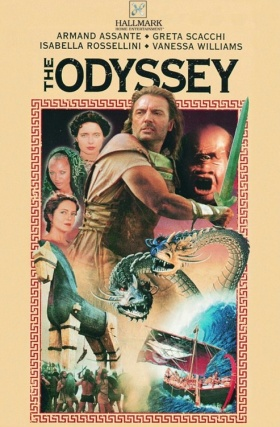 HALLMARK
HOME ENTERTAINMENT
ARMAND ASSANTE • GRETA SCACCHI
ISABELLA ROSSELLINI • VANESSA WILLIAMS
THE ODYSSEY